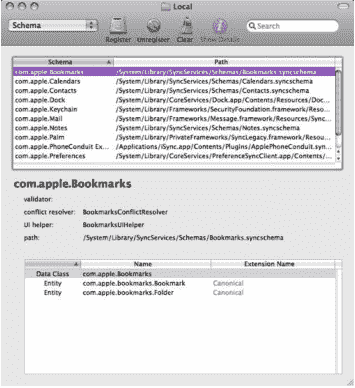 Local
Schema
Register Unregister Clear Show Details
Search
Schema Path
com.apple.Bookmarks /System/Library/SyncServices/Schemas/Bookmarks.syncschema
com.apple.Calendars /System/Library/SyncServices/Schemas/Calendars.syncschema
com.apple.Contacts /System/Library/SyncServices/Schemas/Contacts.syncschema
com.apple.Dock /System/Library/CoreServices/Dock.app/Contents/Resources/Doc...
com.apple.Keychain /System/Library/Frameworks/SecurityFoundation.framework/Resou...
com.apple.Mail /System/Library/Frameworks/Message.framework/Resources/Sync...
com.apple.Notes /System/Library/SyncServices/Schemas/Notes.syncschema
com.apple.Palm /System/Library/PrivateFrameworks/SyncLegacy.framework/Resou...
com.apple.PhoneConduit Ex... /Applications/iSync.app/Contents/PlugIns/ApplePhoneConduit.syn...
com.apple.Preferences /System/Library/CoreServices/PreferenceSyncClient.app/Contents/...
com.apple.Bookmarks
validator:
conflict resolver: BookmarksConflictResolver
UI helper: BookmarksUIHelper
path: /System/Library/SyncServices/Schemas/Bookmarks.syncschema
Name Extension Name
Data Class com.apple.Bookmarks
Entity com.apple.bookmarks.Bookmark Canonical
Entity com.apple.bookmarks.Folder Canonical